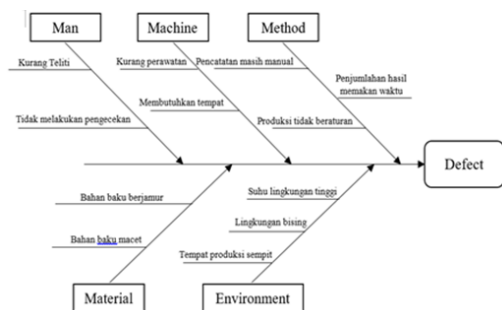 Man
Machine
Method
Kurang Teliti
Kurang perawatan
Pencatatan masih manual
Penjumlahan hasil
memakan waktu
Membutuhkan tempat
Tidak melakukan pengecekan
Produksi tidak beraturan
Defect
Bahan baku berjamur
Suhu lingkungan tinggi
Lingkungan bising
Bahan baku macet
Tempat produksi sempit
Material
Environment